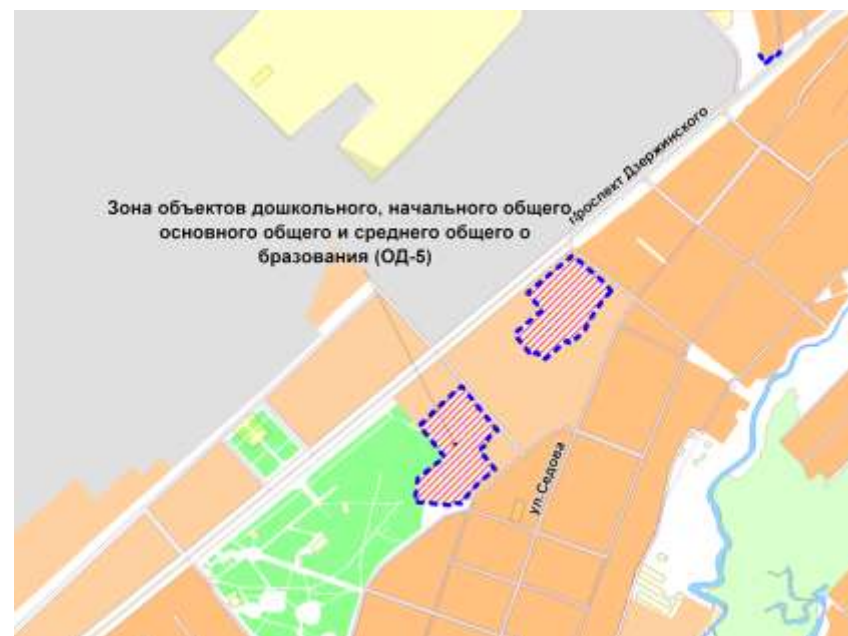 проспект Дзержинского
Зона объектов дошкольного, начального общего,
основного общего и среднего общего о
бразования (ОД-5)
ул.Седова